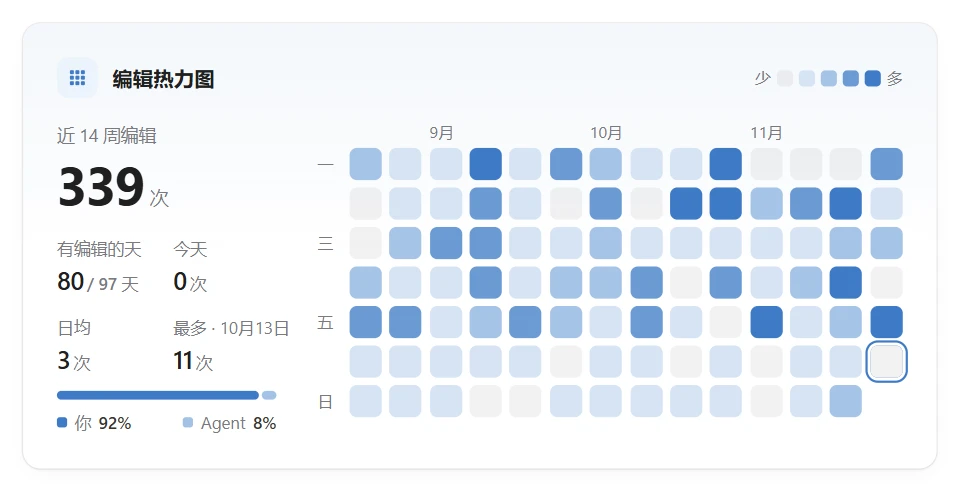 编辑热力图
少 多
近 14 周编辑
339 次
有编辑的天 今天
80 / 97 天 0 次
日均 最多 · 10月13日
3 次 11 次
你 92% Agent 8%
9月 10月 11月
一
三
五
日